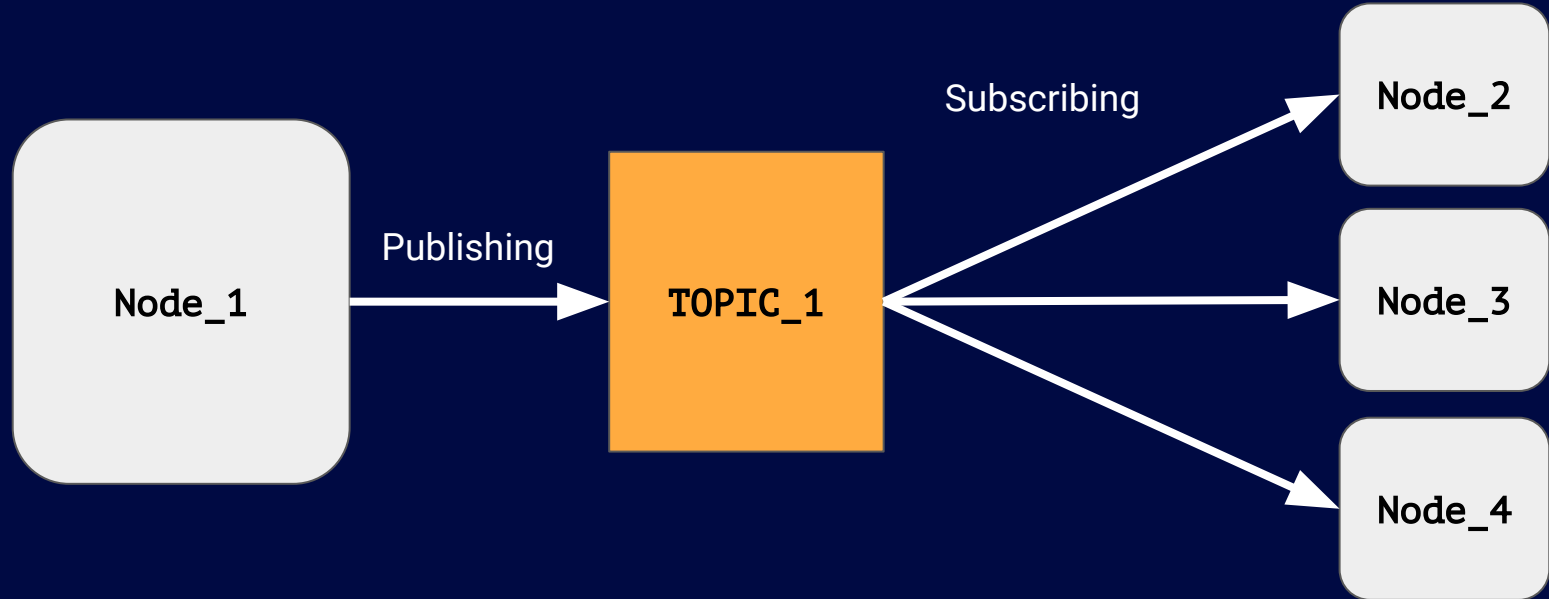 Node_1
Publishing
TOPIC_1
Subscribing
Node_2
Node_3
Node_4